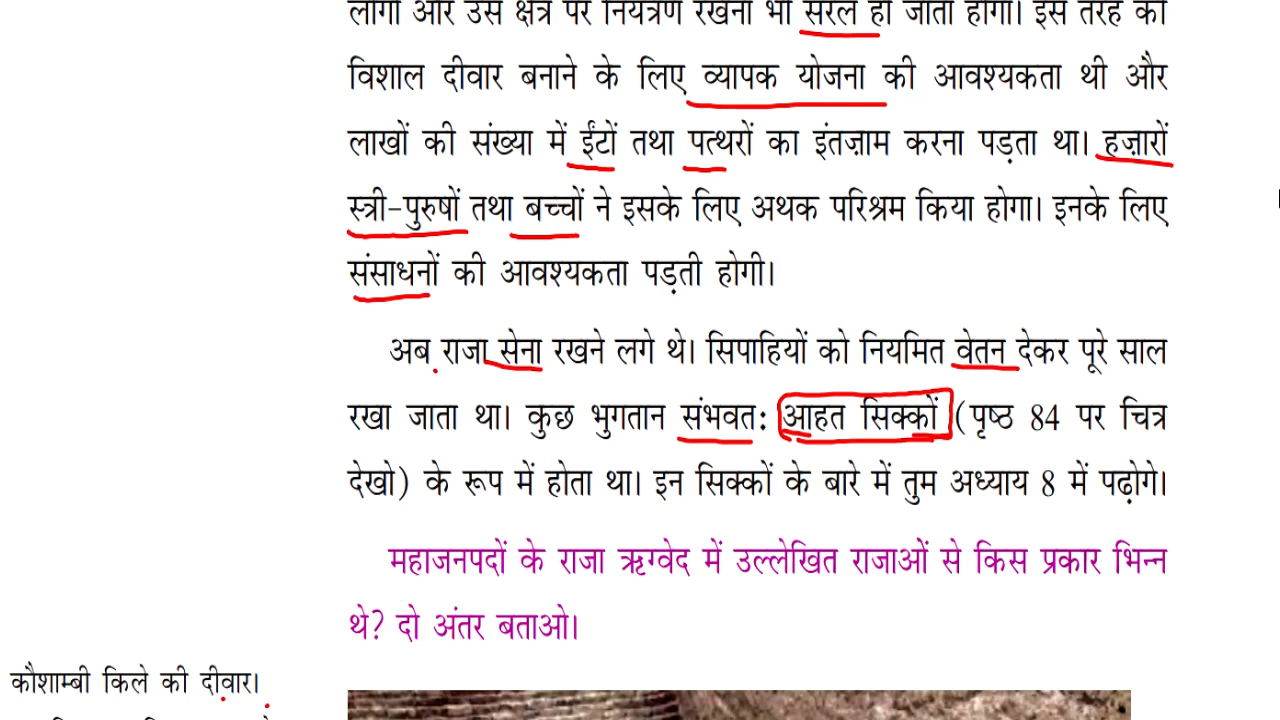 लोगों और उस क्षेत्र पर नियंत्रण रखना भी सरल हो जाता होगा। इस तरह की
विशाल दीवार बनाने के लिए व्यापक योजना की आवश्यकता थी और
लाखों की संख्या में ईंटों तथा पत्थरों का इंतज़ाम करना पड़ता था। हज़ारों
स्त्री-पुरुषों तथा बच्चों ने इसके लिए अथक परिश्रम किया होगा। इनके लिए
संसाधनों की आवश्यकता पड़ती होगी।
अब राजा सेना रखने लगे थे। सिपाहियों को नियमित वेतन देकर पूरे साल
रखा जाता था। कुछ भुगतान संभवत: आहत सिक्कों (पृष्ठ 84 पर चित्र
देखो) के रूप में होता था। इन सिक्कों के बारे में तुम अध्याय 8 में पढ़ोगे।
महाजनपदों के राजा ऋग्वेद में उल्लेखित राजाओं से किस प्रकार भिन्न
थे? दो अंतर बताओ।
कौशाम्बी किले की दीवार।